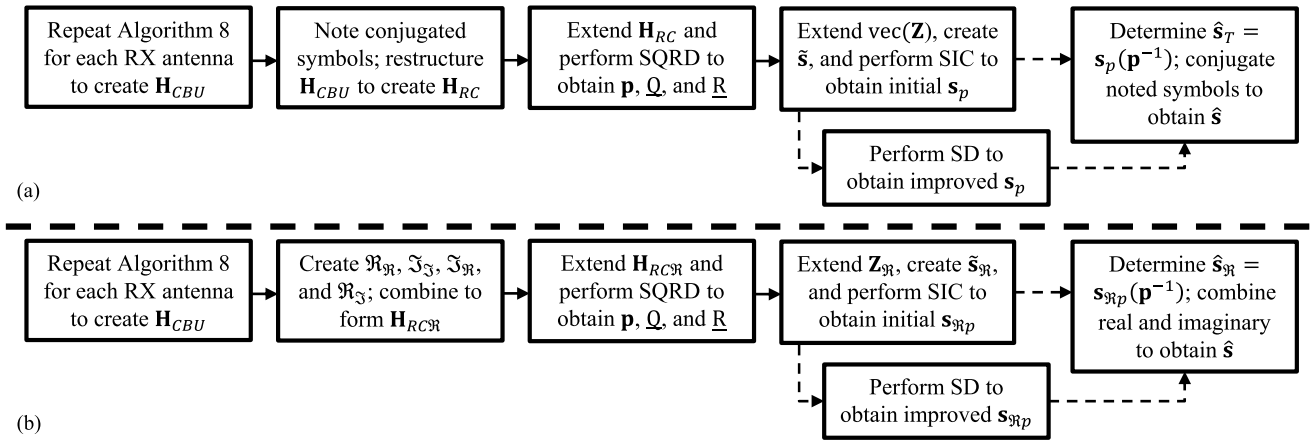 Repeat Algorithm 8
for each RX antenna
to create H_CBU
Note conjugated
symbols; restructure
H_CBU to create H_RC
Extend H_RC and
perform SQRD to
obtain p, Q, and R
Extend vec(Z), create
s̃, and perform SIC to
obtain initial s_p
Determine ŝ_T =
s_p(p⁻¹); conjugate
noted symbols to
obtain ŝ
Perform SD to
obtain improved s_p
(a)
Repeat Algorithm 8
for each RX antenna
to create H_CBU
Create ℜ_ℜ, ℑ_ℑ, ℑ_ℜ,
and ℜ_ℑ; combine to
form H_RCℜ
Extend H_RCℜ and
perform SQRD to
obtain p, Q, and R
Extend Z_ℜ, create s̃_ℜ,
and perform SIC to
obtain initial s_ℜp
Determine ŝ_ℜ =
s_ℜp(p⁻¹); combine
real and imaginary
to obtain ŝ
Perform SD to
obtain improved s_ℜp
(b)